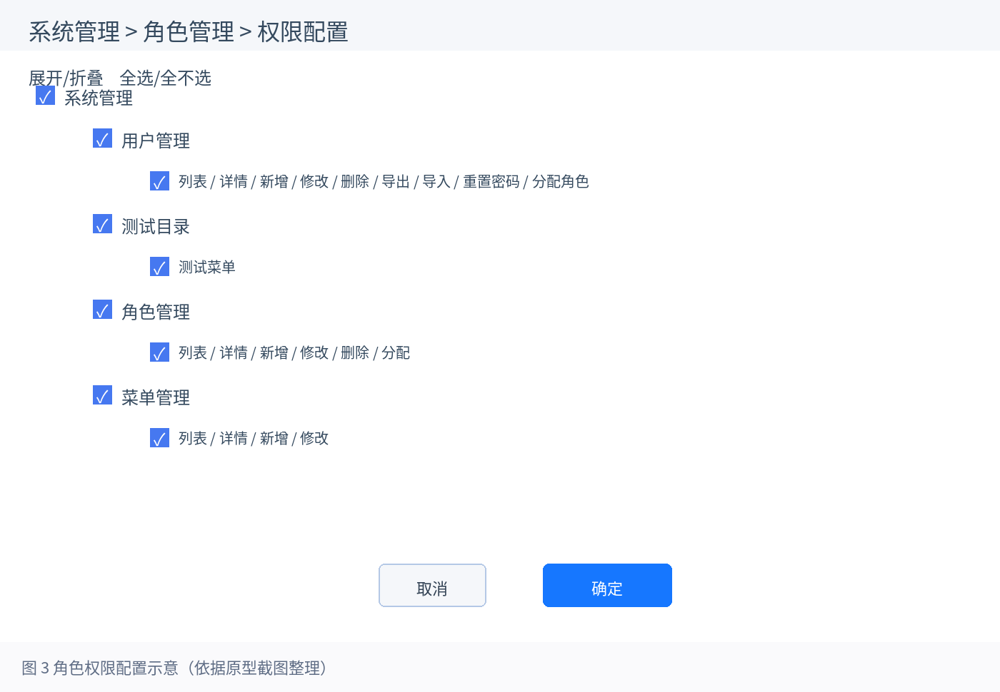 系统管理 > 角色管理 > 权限配置
展开/折叠 全选/全不选
系统管理
用户管理
列表 / 详情 / 新增 / 修改 / 删除 / 导出 / 导入 / 重置密码 / 分配角色
测试目录
测试菜单
角色管理
列表 / 详情 / 新增 / 修改 / 删除 / 分配
菜单管理
列表 / 详情 / 新增 / 修改
取消 确定
图 3 角色权限配置示意（依据原型截图整理）